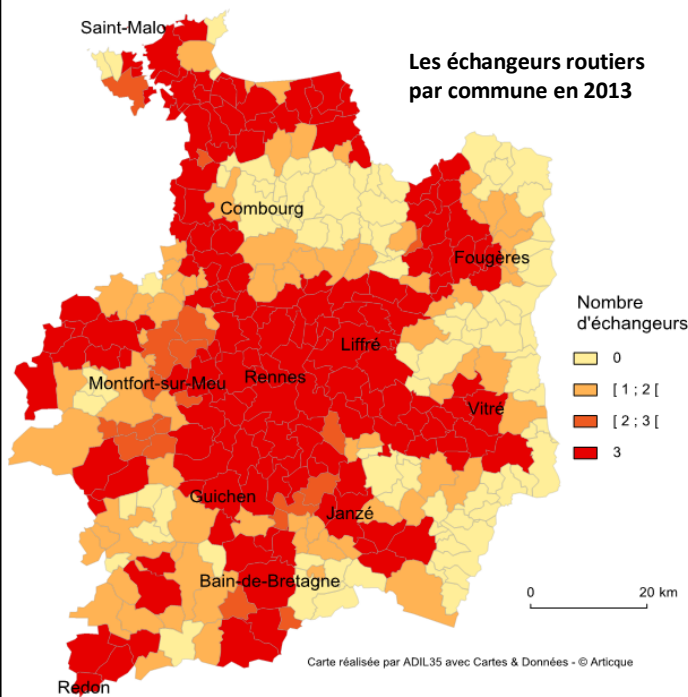 Saint-Malo
Les échangeurs routiers
par commune en 2013
Combourg
Fougères
Nombre
d'échangeurs
Liffré
0
Montfort-sur-Meu
Rennes
[ 1 ; 2 [
Vitré
[ 2 ; 3 [
3
Guichen
Janzé
Bain-de-Bretagne
0 20 km
Carte réalisée par ADIL35 avec Cartes & Données - © Articque
Redon